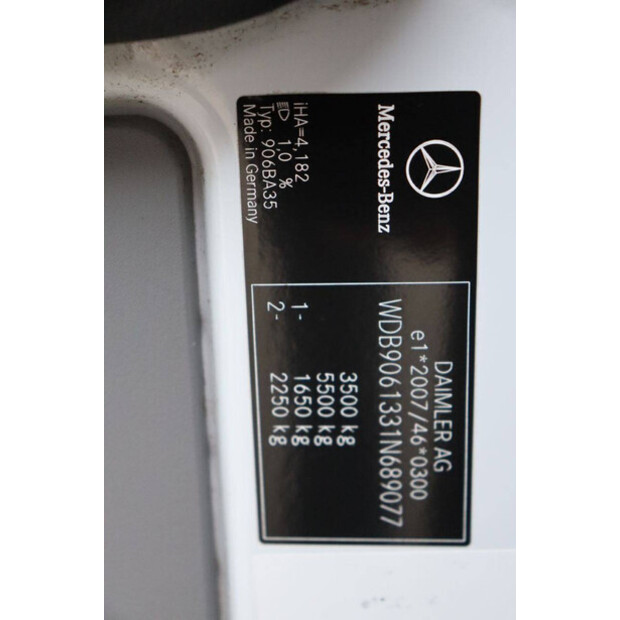 Mercedes-Benz
iHA=4,182
1,0 %
Typ: 906BA35
Made in Germany
DAIMLER AG
e1*2007/46*0300
WDB9061331N689077
3500 kg
5500 kg
1- 1650 kg
2- 2250 kg